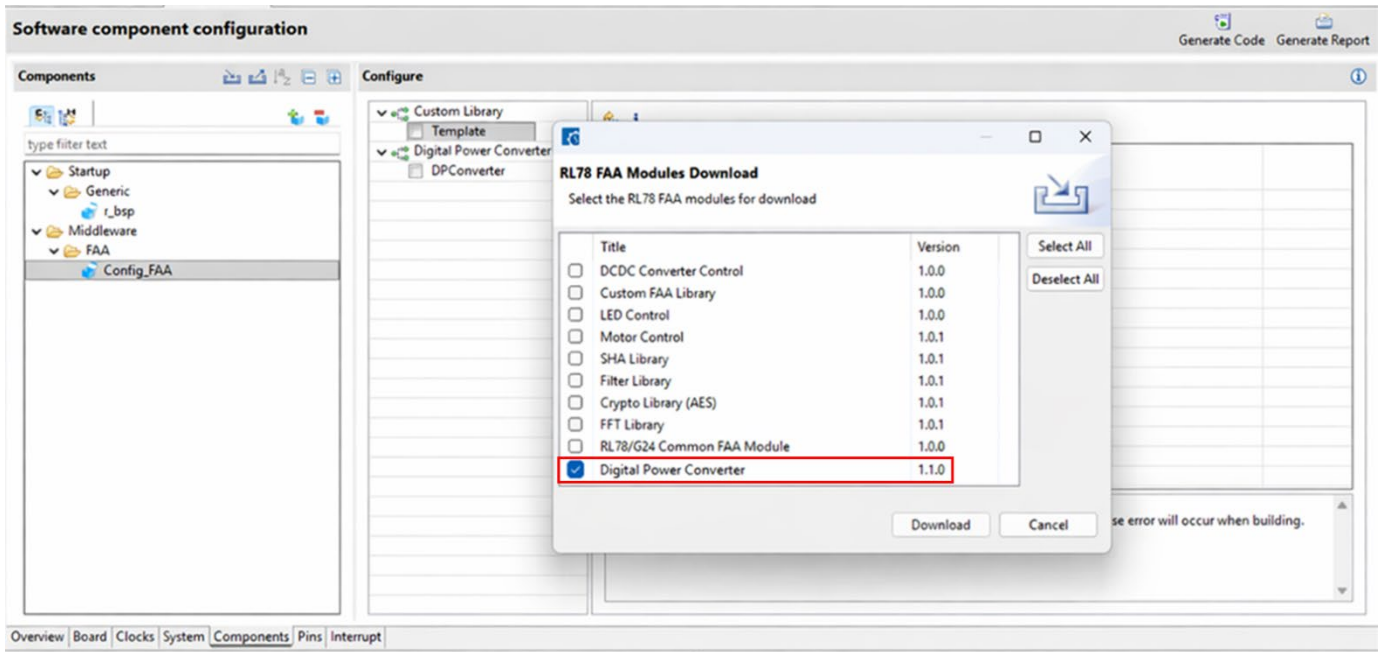 Software component configuration
Generate Code Generate Report
Components
Configure
type filter text
Startup
Generic
r_bsp
Middleware
FAA
Config_FAA
Custom Library
Template
Digital Power Converter
DPConverter
RL78 FAA Modules Download
Select the RL78 FAA modules for download
Title Version
DCDC Converter Control 1.0.0
Custom FAA Library 1.0.0
LED Control 1.0.0
Motor Control 1.0.1
SHA Library 1.0.1
Filter Library 1.0.1
Crypto Library (AES) 1.0.1
FFT Library 1.0.1
RL78/G24 Common FAA Module 1.0.0
Digital Power Converter 1.1.0
Select All
Deselect All
Download Cancel
se error will occur when building.
Overview Board Clocks System Components Pins Interrupt